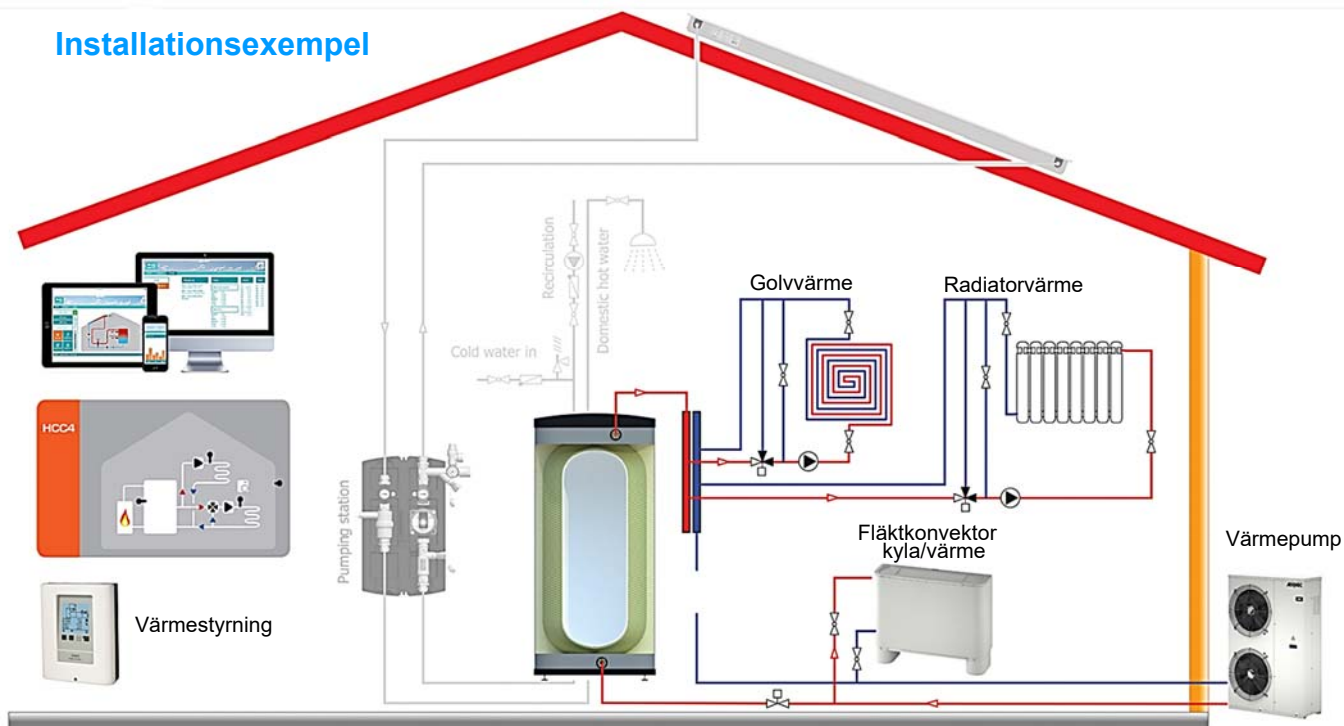 Installationsexempel
Recirculation
Domestic hot water
Cold water in
Golvvärme
Radiatorvärme
HCC4
Pumping station
Fläktkonvektor
kyla/värme
Värmepump
Värmestyrning